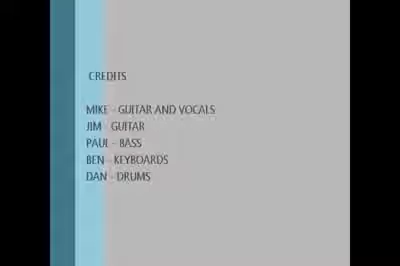 CREDITS
MIKE - GUITAR AND VOCALS
JIM - GUITAR
PAUL - BASS
BEN - KEYBOARDS
DAN - DRUMS